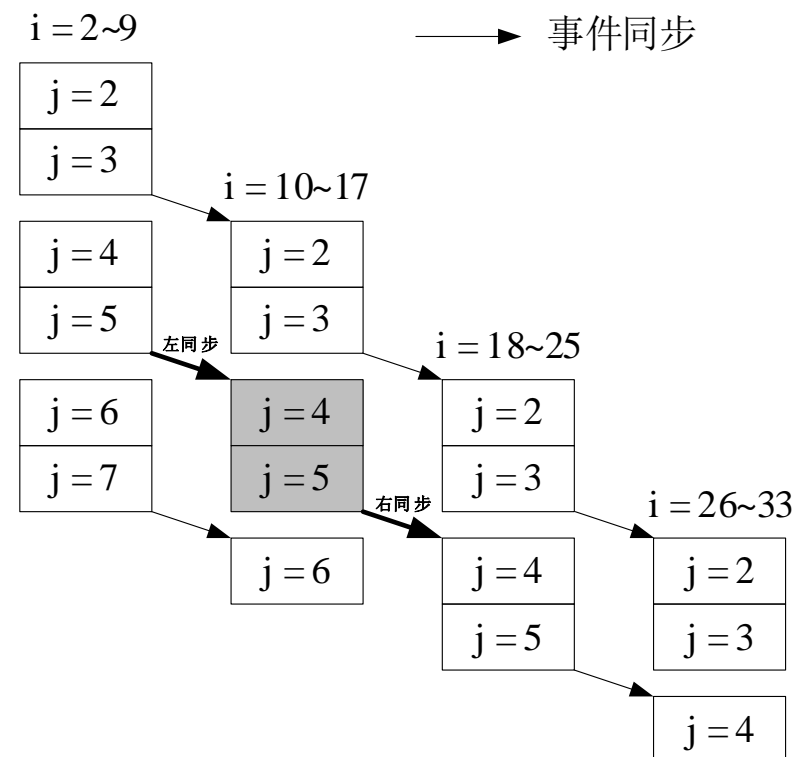 i = 2~9
事件同步
j = 2
j = 3
i = 10~17
j = 4
j = 5
左同步
j = 2
j = 3
i = 18~25
j = 6
j = 7
j = 4
j = 5
右同步
j = 2
j = 3
i = 26~33
j = 6
j = 4
j = 5
j = 2
j = 3
j = 4